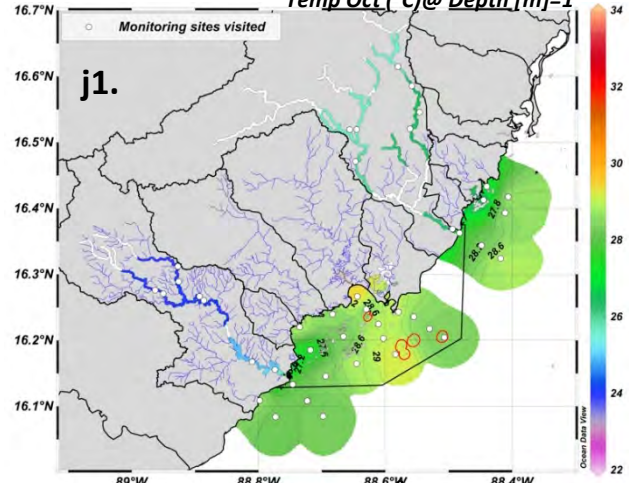 Temp Oct (°C)@ Depth [m]=1
16.7°N
Monitoring sites visited
j1.
16.6°N
16.5°N
16.4°N
16.3°N
16.2°N
16.1°N
89°W
88.8°W
88.6°W
88.4°W
27.8
28.6
28.6
28.6
29
27.5
34
32
30
28
26
24
22
Ocean Data View